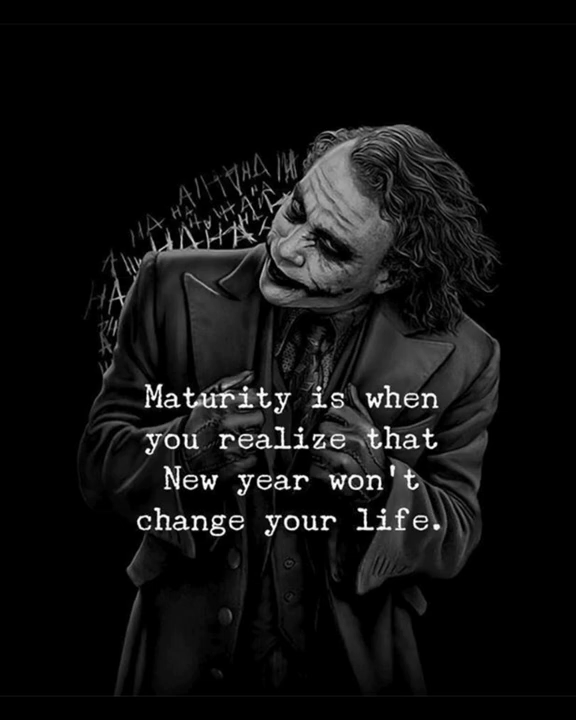 Maturity is when
you realize that
New year won't
change your life.